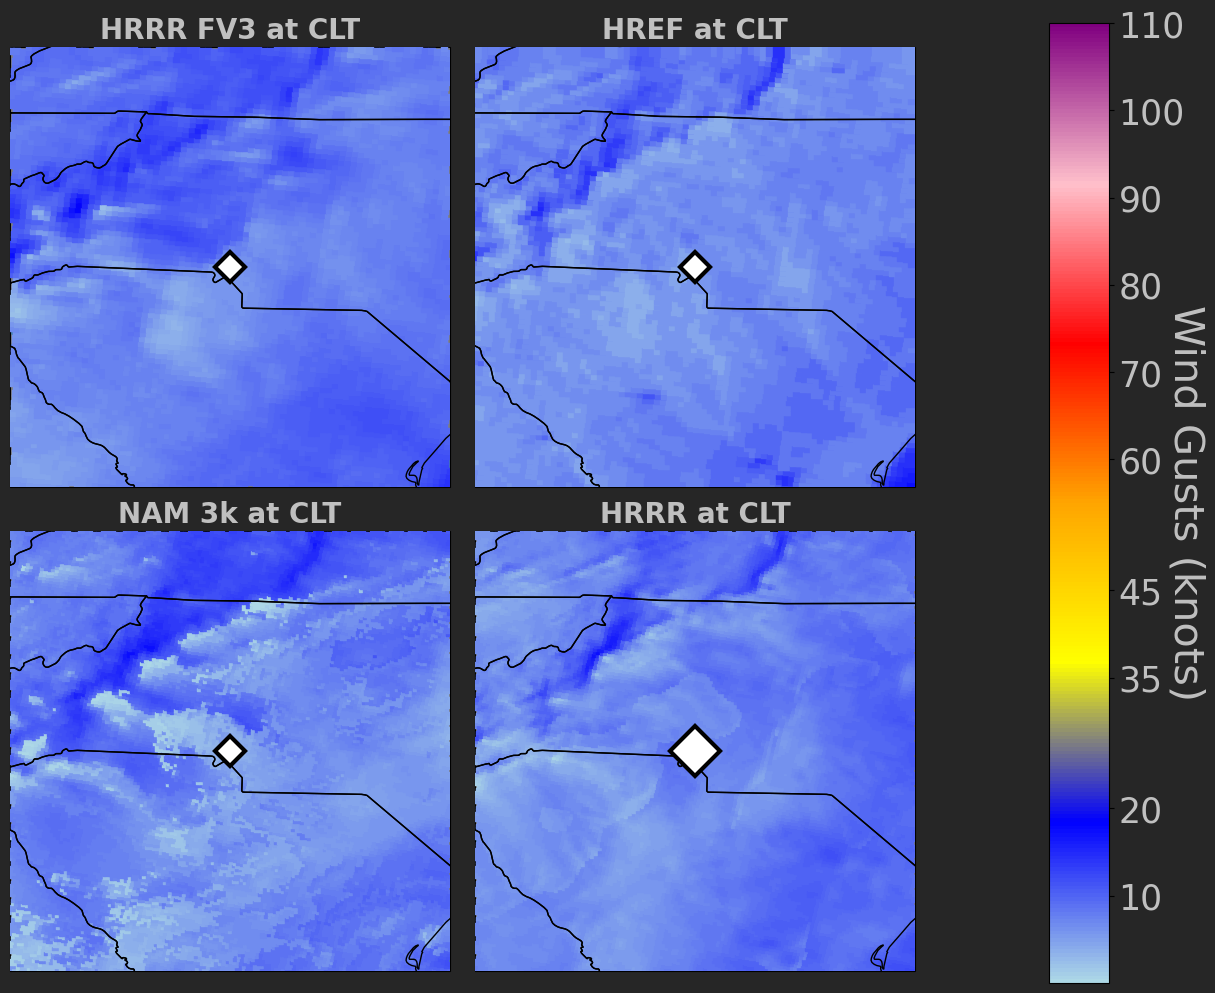 HRRR FV3 at CLT
HREF at CLT
NAM 3k at CLT
HRRR at CLT
110
100
90
80
70
60
45
35
20
10
Wind Gusts (knots)